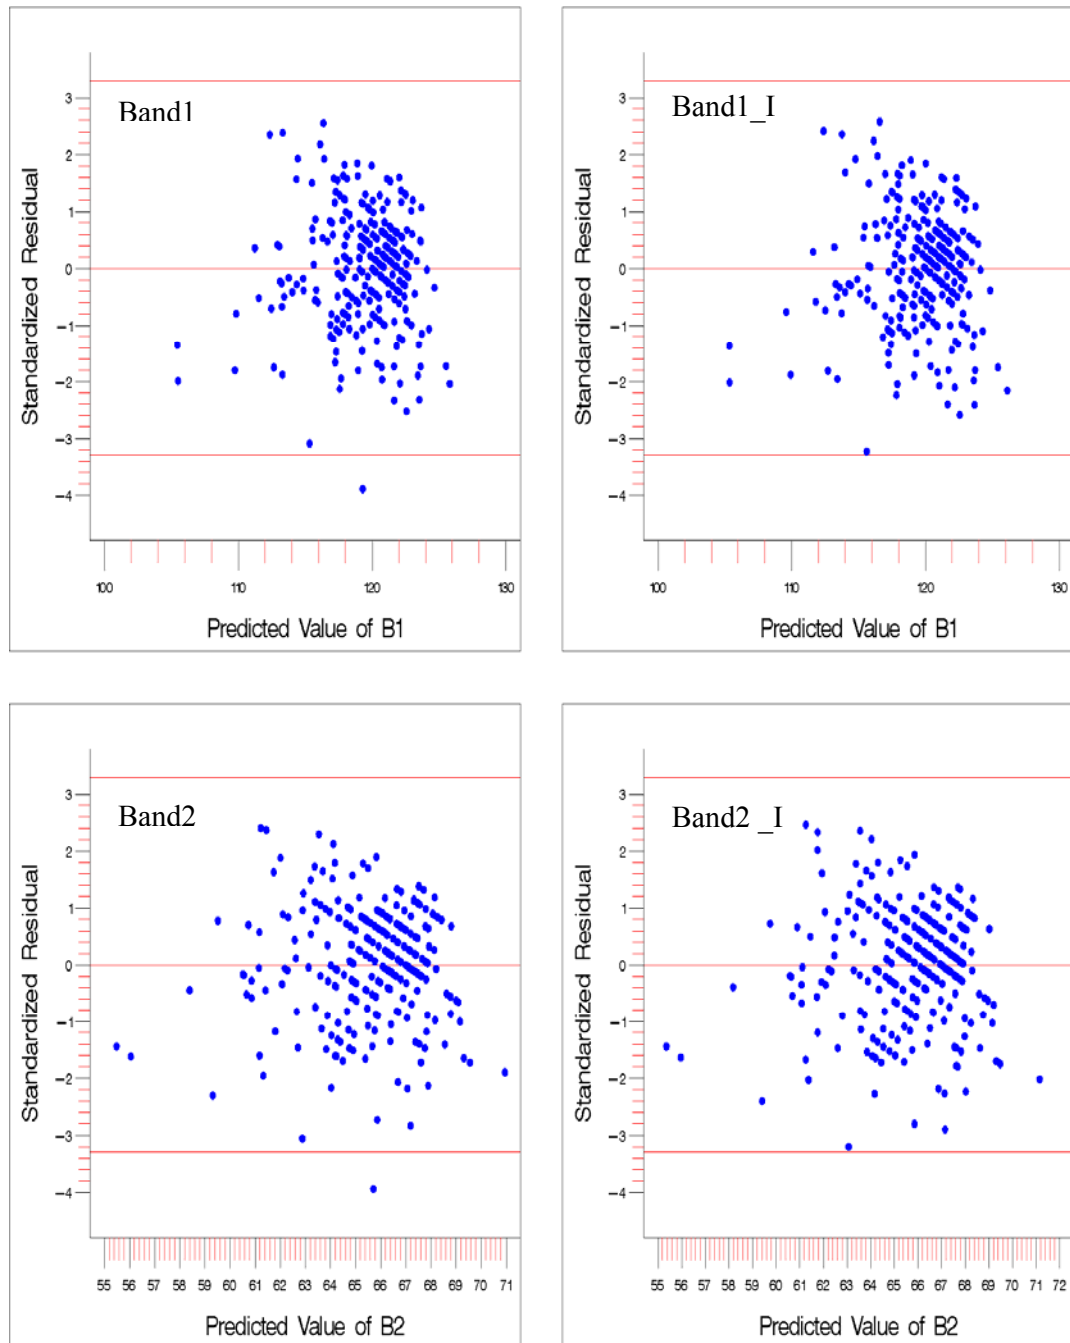 Band1
Standardized Residual
3
2
1
0
−1
−2
−3
−4
100
110
120
130
Predicted Value of B1
Band1_I
Standardized Residual
3
2
1
0
−1
−2
−3
−4
100
110
120
130
Predicted Value of B1
Band2
Standardized Residual
3
2
1
0
−1
−2
−3
−4
55 56 57 58 59 60 61 62 63 64 65 66 67 68 69 70 71
Predicted Value of B2
Band2 _I
Standardized Residual
3
2
1
0
−1
−2
−3
−4
55 56 57 58 59 60 61 62 63 64 65 66 67 68 69 70 71 72
Predicted Value of B2